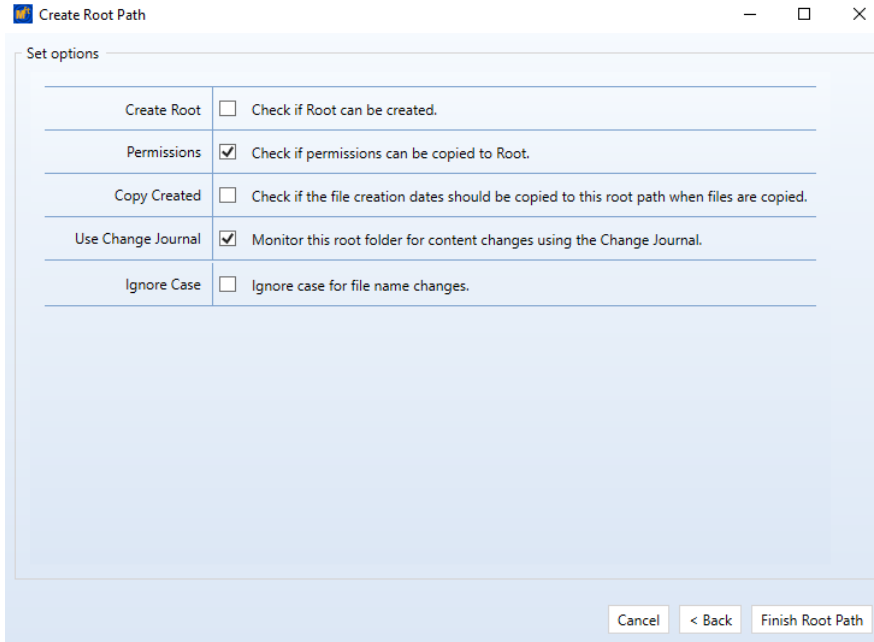 Create Root Path
Set options
Create Root Check if Root can be created.
Permissions Check if permissions can be copied to Root.
Copy Created Check if the file creation dates should be copied to this root path when files are copied.
Use Change Journal Monitor this root folder for content changes using the Change Journal.
Ignore Case Ignore case for file name changes.
Cancel < Back Finish Root Path